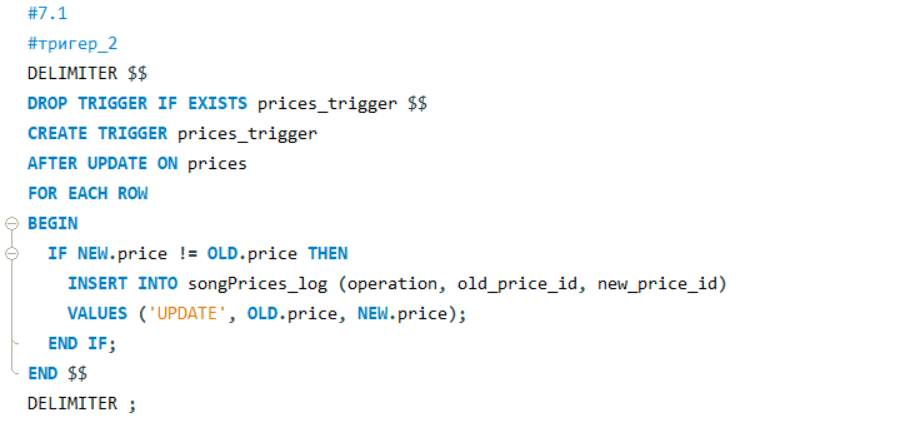 #7.1
#тригер_2
DELIMITER $$
DROP TRIGGER IF EXISTS prices_trigger $$
CREATE TRIGGER prices_trigger
AFTER UPDATE ON prices
FOR EACH ROW
BEGIN
  IF NEW.price != OLD.price THEN
    INSERT INTO songPrices_log (operation, old_price_id, new_price_id)
    VALUES ('UPDATE', OLD.price, NEW.price);
  END IF;
END $$
DELIMITER ;